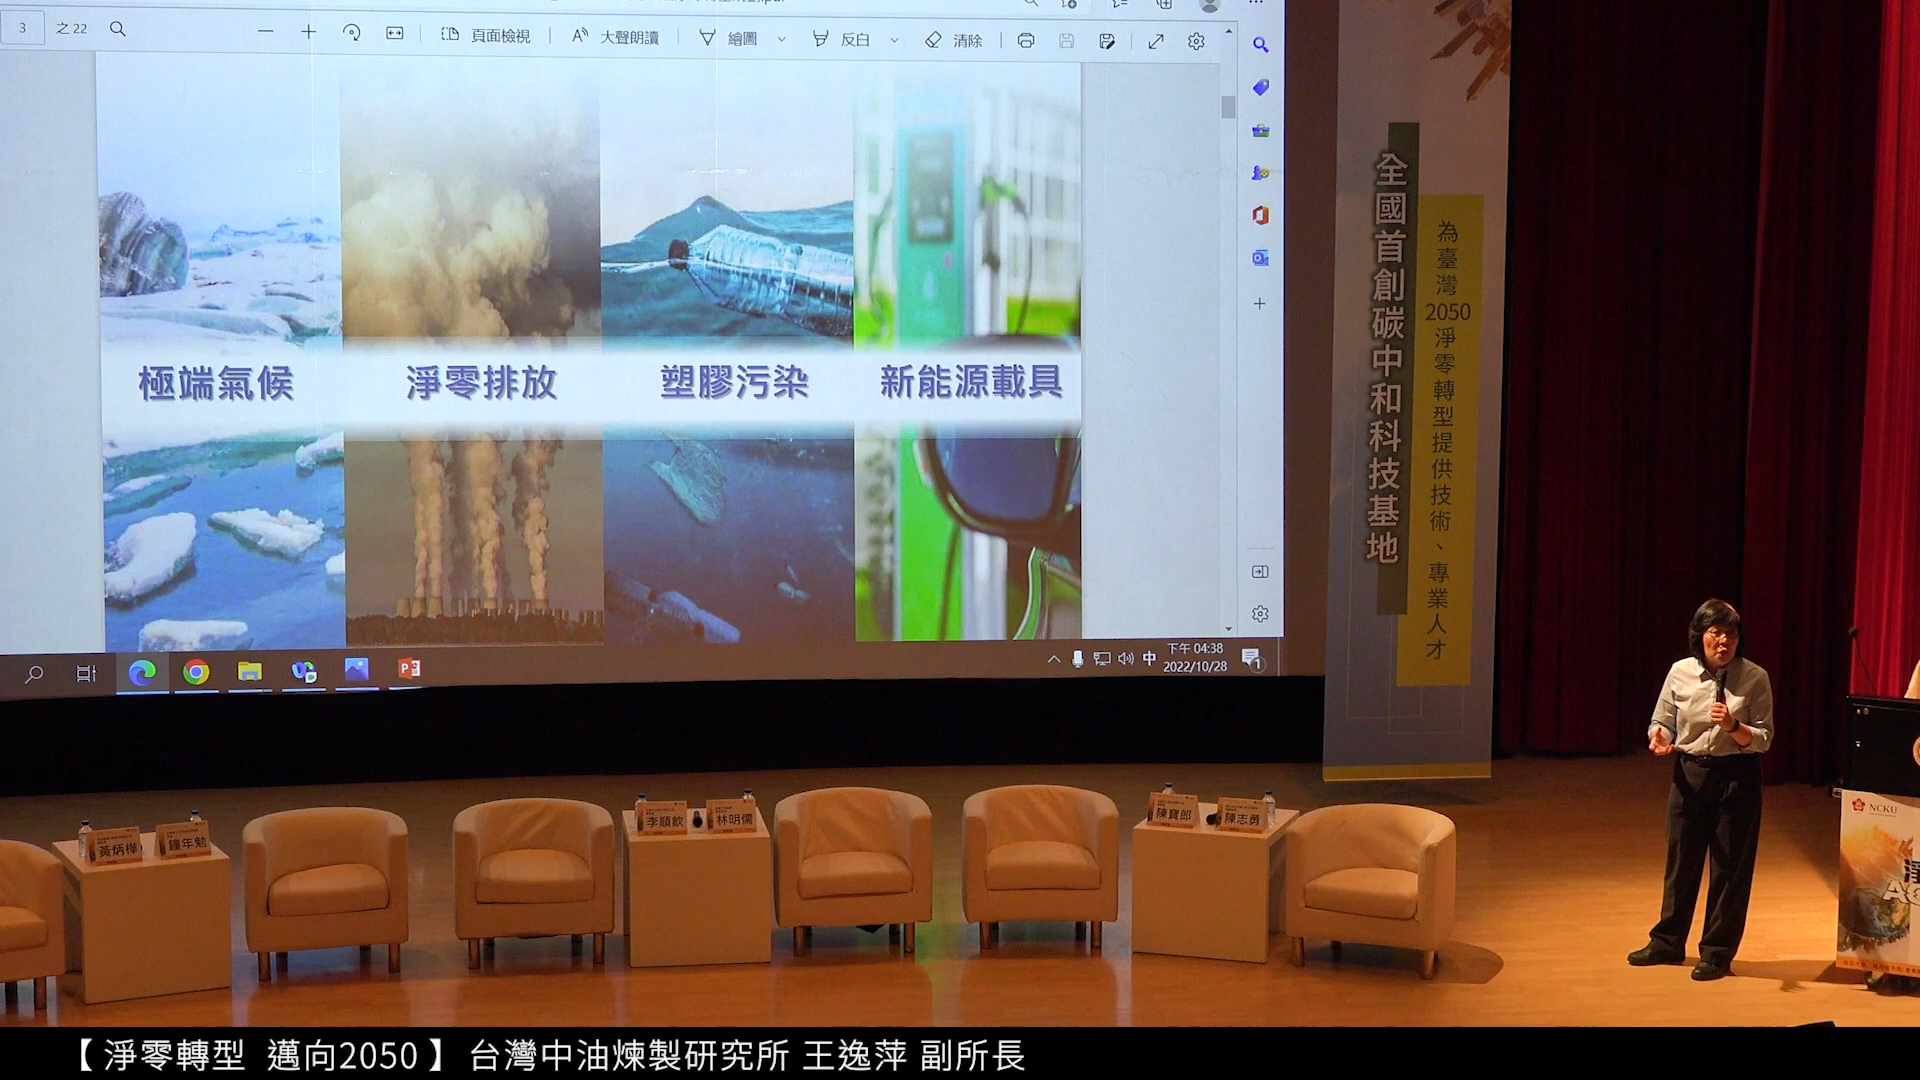 3 之 22
頁面檢視
大聲朗讀
繪圖
反白
清除
極端氣候
淨零排放
塑膠污染
新能源載具
中
下午 04:38
2022/10/28
1
全國首創碳中和科技基地
為臺灣2050淨零轉型提供技術、專業人才
黃炳樺
鐘年勉
李順欽
林明儒
陳寶郎
陳志勇
NCKU
【 淨零轉型 邁向2050 】 台灣中油煉製研究所 王逸萍 副所長